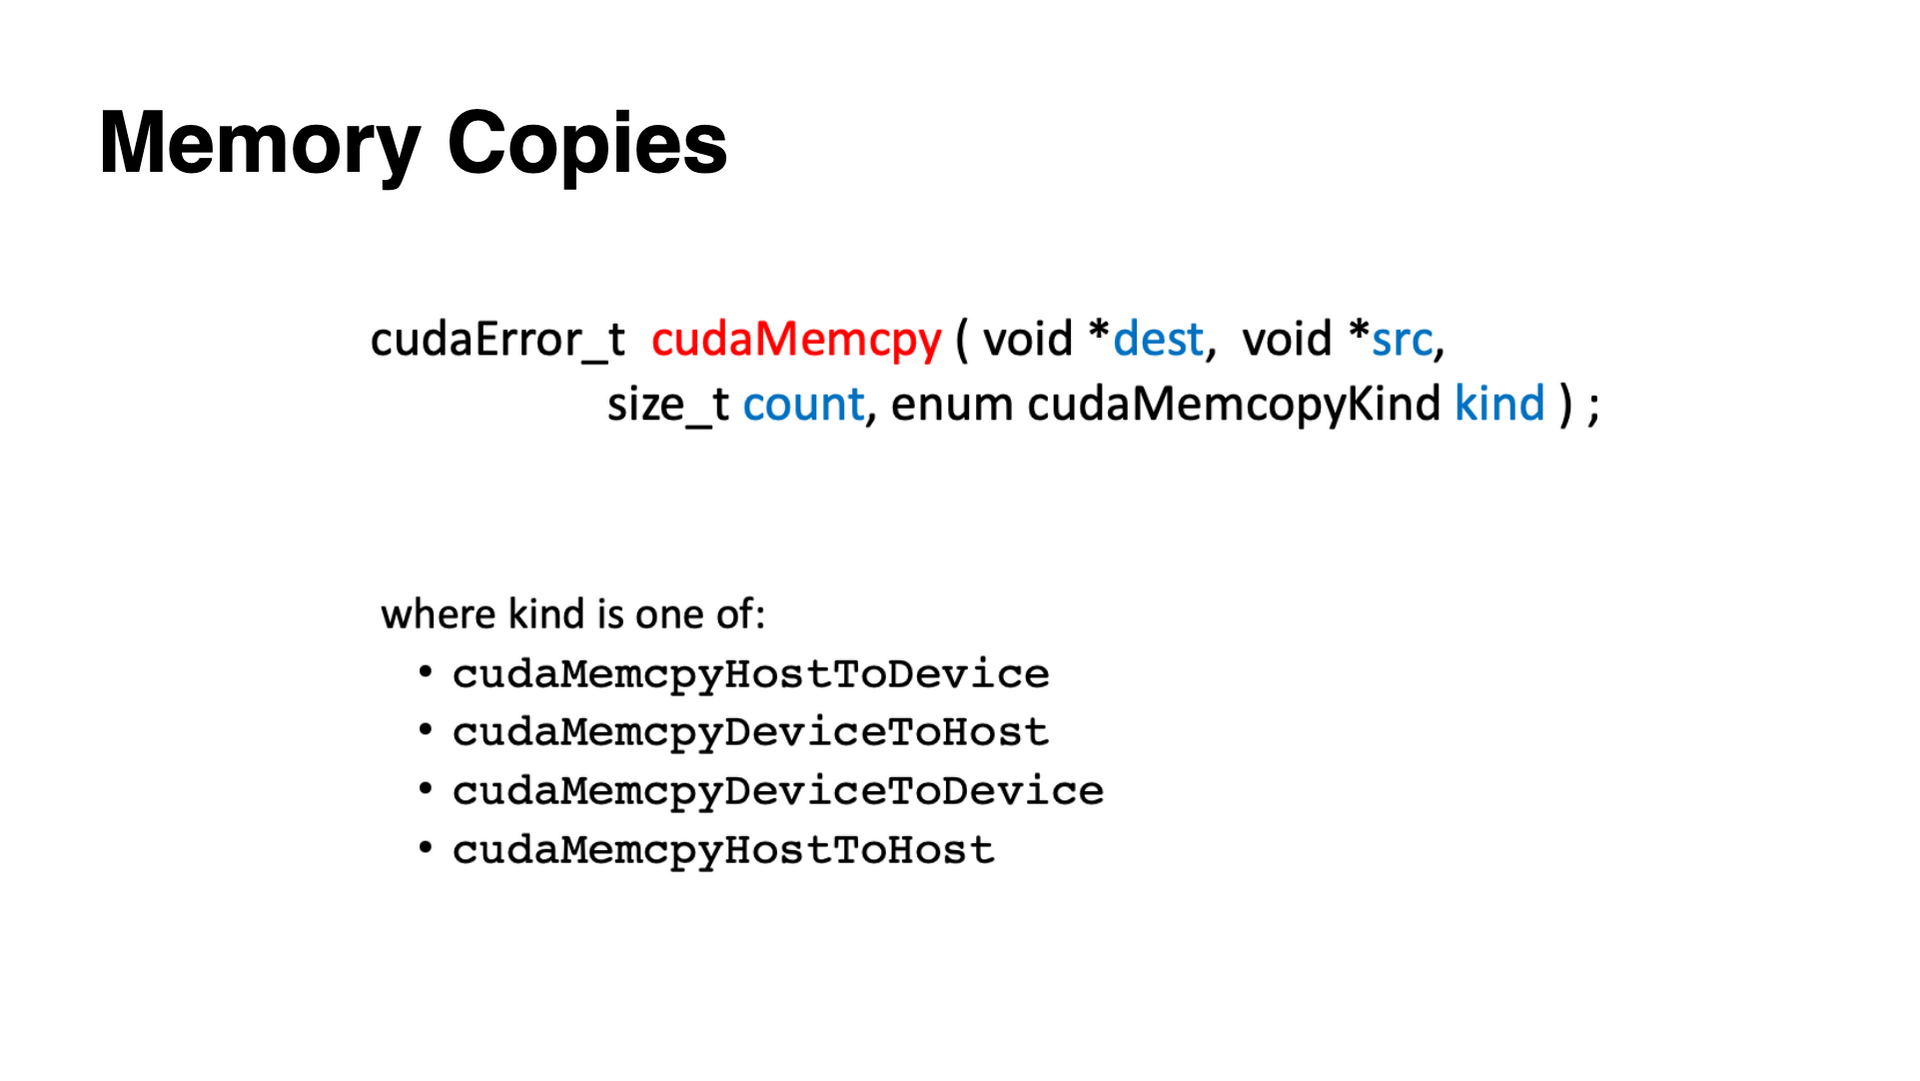 Memory Copies
cudaError_t cudaMemcpy ( void *dest, void *src,
size_t count, enum cudaMemcopyKind kind ) ;
where kind is one of:
• cudaMemcpyHostToDevice
• cudaMemcpyDeviceToHost
• cudaMemcpyDeviceToDevice
• cudaMemcpyHostToHost